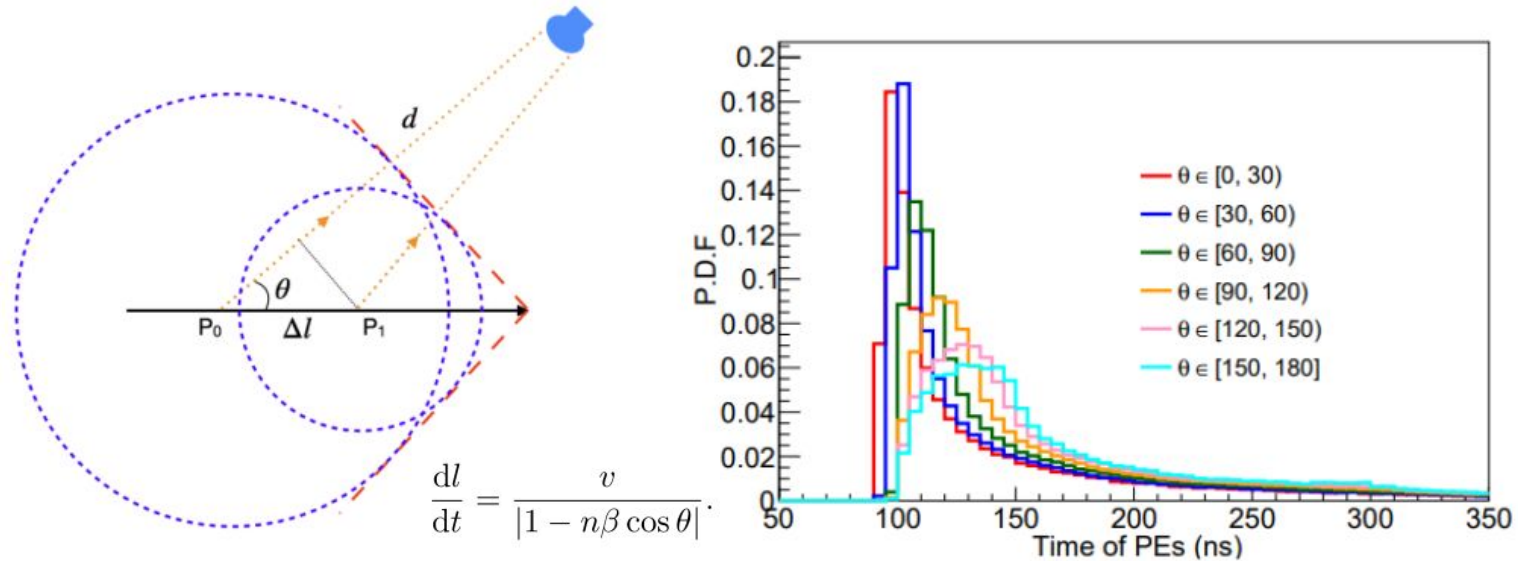 d
θ
P₀
Δl
P₁
dl/dt = v/|1 − nβ cos θ|.
P.D.F
0.2
0.18
0.16
0.14
0.12
0.1
0.08
0.06
0.04
0.02
0
θ ∈ [0, 30)
θ ∈ [30, 60)
θ ∈ [60, 90)
θ ∈ [90, 120)
θ ∈ [120, 150)
θ ∈ [150, 180]
50 100 150 200 250 300 350
Time of PEs (ns)